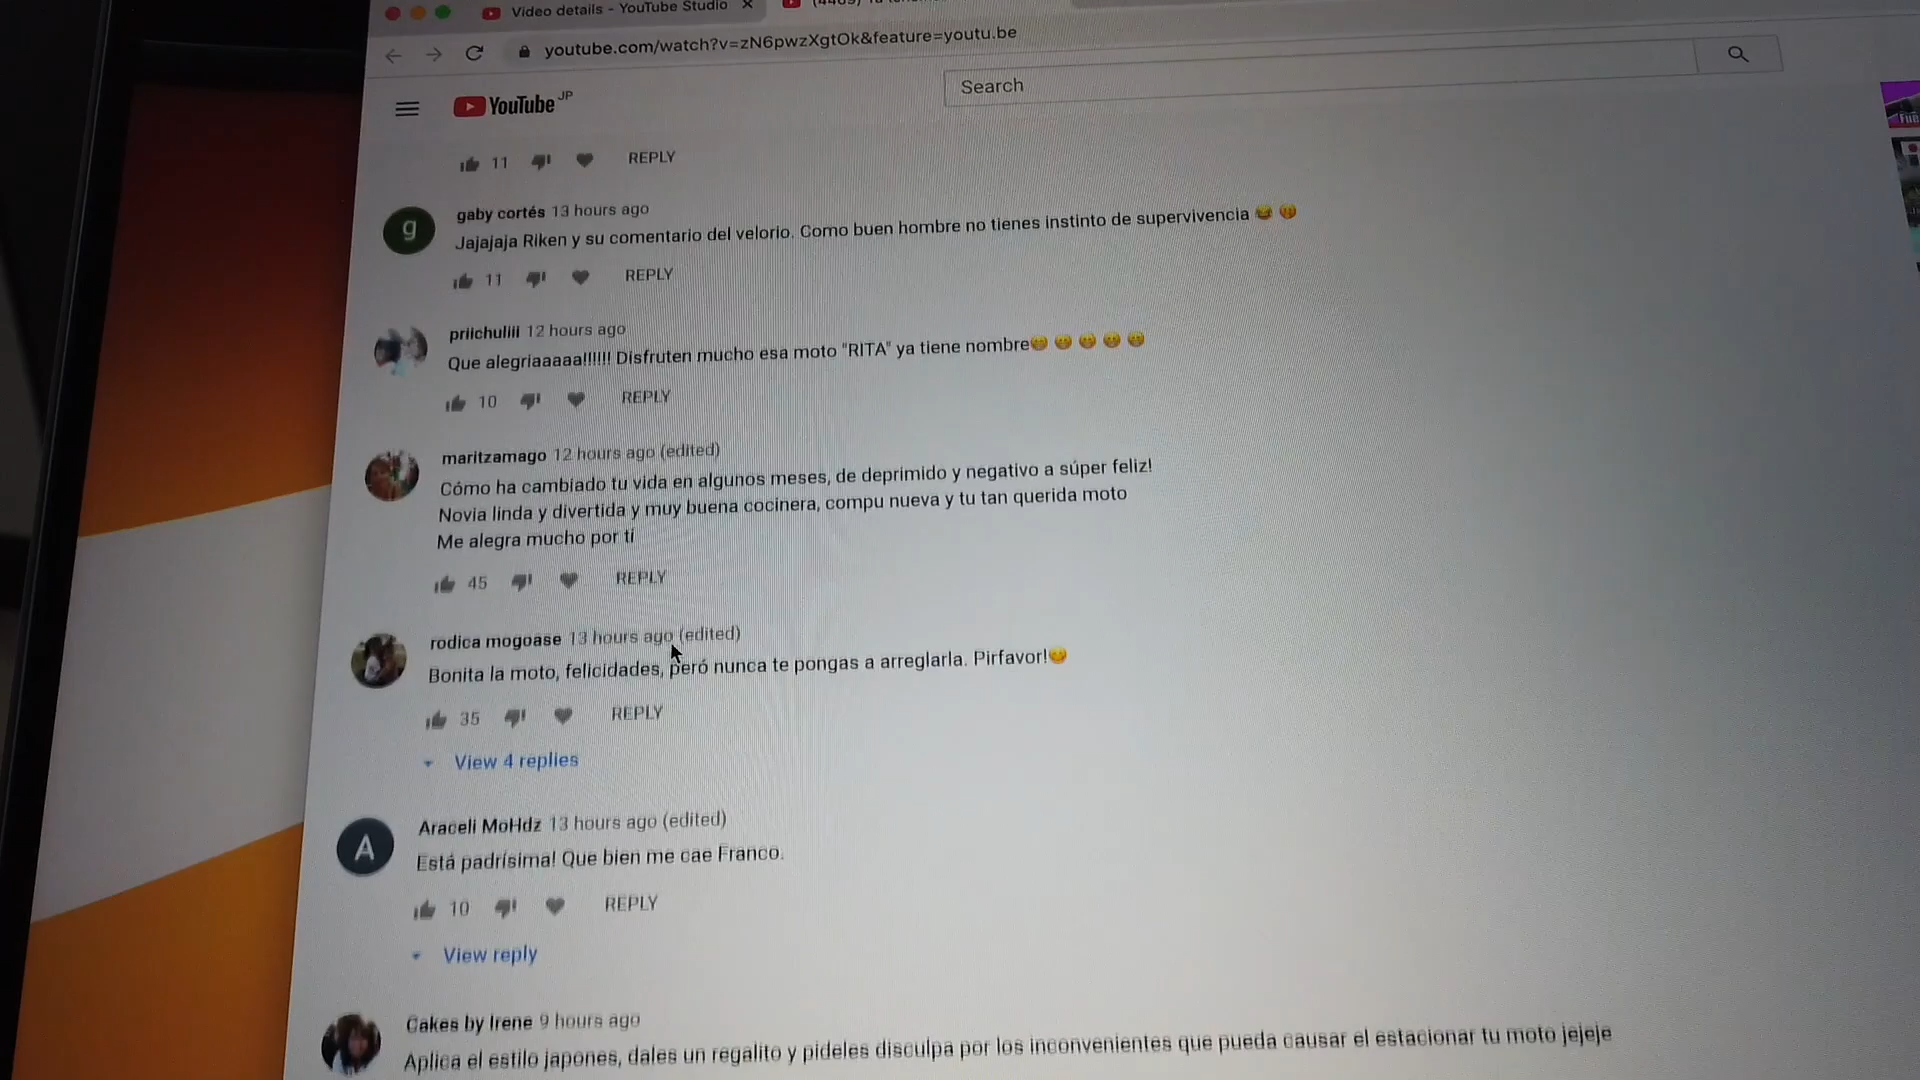 Video details - YouTube Studio
youtube.com/watch?v=zN6pwzXgtOk&feature=youtu.be
YouTube JP
Search
11 REPLY
g
gaby cortés 13 hours ago
Jajajaja Riken y su comentario del velorio. Como buen hombre no tienes instinto de supervivencia
11 REPLY
priichuliii 12 hours ago
Que alegriaaaaa!!!!!! Disfruten mucho esa moto "RITA" ya tiene nombre
10 REPLY
maritzamago 12 hours ago (edited)
Cómo ha cambiado tu vida en algunos meses, de deprimido y negativo a súper feliz!
Novia linda y divertida y muy buena cocinera, compu nueva y tu tan querida moto
Me alegra mucho por tí
45 REPLY
rodica mogoase 13 hours ago (edited)
Bonita la moto, felicidades, peró nunca te pongas a arreglarla. Pirfavor!
35 REPLY
View 4 replies
A
Araceli MoHdz 13 hours ago (edited)
Está padrísima! Que bien me cae Franco.
10 REPLY
View reply
Cakes by Irene 9 hours ago
Aplica el estilo japones, dales un regalito y pideles disculpa por los inconvenientes que pueda causar el estacionar tu moto jejeje